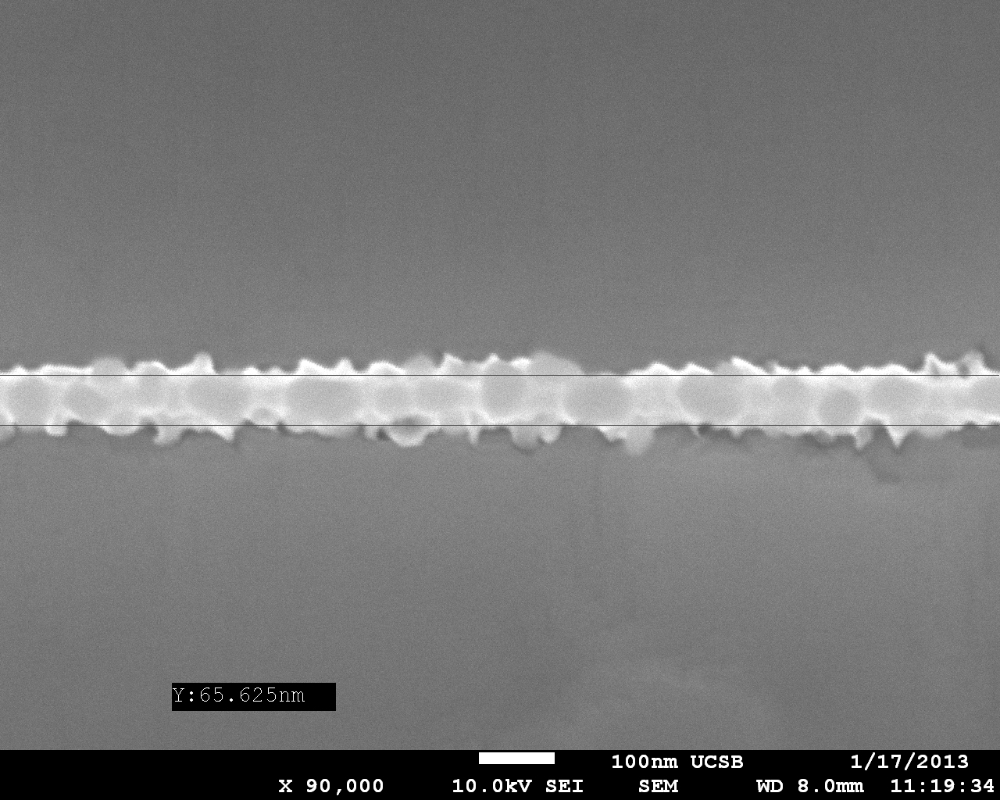 Y:65.625nm
100nm UCSB 1/17/2013
X 90,000 10.0kV SEI SEM WD 8.0mm 11:19:34